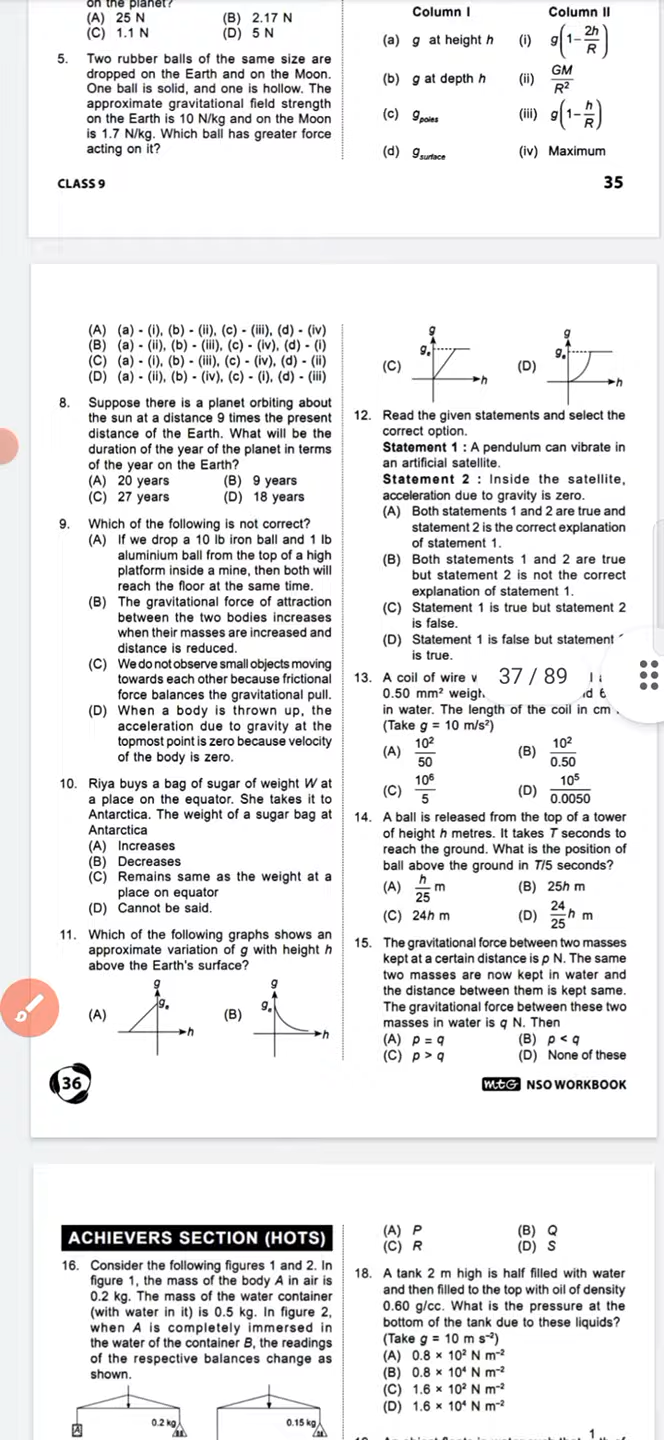 on the planet?
(A) 25 N (B) 2.17 N
(C) 1.1 N (D) 5 N
5. Two rubber balls of the same size are
dropped on the Earth and on the Moon.
One ball is solid, and one is hollow. The
approximate gravitational field strength
on the Earth is 10 N/kg and on the Moon
is 1.7 N/kg. Which ball has greater force
acting on it?
Column I Column II
(a) g at height h (i) g(1-2h/R)
(b) g at depth h (ii) GM/R²
(c) g poles (iii) g(1-h/R)
(d) g surface (iv) Maximum
CLASS 9 35
(A) (a) - (i), (b) - (ii), (c) - (iii), (d) - (iv)
(B) (a) - (ii), (b) - (iii), (c) - (iv), (d) - (i)
(C) (a) - (i), (b) - (iii), (c) - (iv), (d) - (ii)
(D) (a) - (ii), (b) - (iv), (c) - (i), (d) - (iii)
8. Suppose there is a planet orbiting about
the sun at a distance 9 times the present
distance of the Earth. What will be the
duration of the year of the planet in terms
of the year on the Earth?
(A) 20 years (B) 9 years
(C) 27 years (D) 18 years
9. Which of the following is not correct?
(A) If we drop a 10 lb iron ball and 1 lb
aluminium ball from the top of a high
platform inside a mine, then both will
reach the floor at the same time.
(B) The gravitational force of attraction
between the two bodies increases
when their masses are increased and
distance is reduced.
(C) We do not observe small objects moving
towards each other because frictional
force balances the gravitational pull.
(D) When a body is thrown up, the
acceleration due to gravity at the
topmost point is zero because velocity
of the body is zero.
10. Riya buys a bag of sugar of weight W at
a place on the equator. She takes it to
Antarctica. The weight of a sugar bag at
Antarctica
(A) Increases
(B) Decreases
(C) Remains same as the weight at a
place on equator
(D) Cannot be said.
11. Which of the following graphs shows an
approximate variation of g with height h
above the Earth's surface?
(A) g h (B) g h
36
(C) g h (D) g h
12. Read the given statements and select the
correct option.
Statement 1 : A pendulum can vibrate in
an artificial satellite.
Statement 2 : Inside the satellite,
acceleration due to gravity is zero.
(A) Both statements 1 and 2 are true and
statement 2 is the correct explanation
of statement 1.
(B) Both statements 1 and 2 are true
but statement 2 is not the correct
explanation of statement 1.
(C) Statement 1 is true but statement 2
is false.
(D) Statement 1 is false but statement
is true.
13. A coil of wire
37 / 89
0.50 mm²
in water. The length of the coil in cm
(Take g = 10 m/s²)
(A) 10²/50 (B) 10²/0.50
(C) 10⁶/5 (D) 10⁵/0.0050
14. A ball is released from the top of a tower
of height h metres. It takes T seconds to
reach the ground. What is the position of
ball above the ground in T/5 seconds?
(A) h/25 m (B) 25h m
(C) 24h m (D) 24/25 h m
15. The gravitational force between two masses
kept at a certain distance is p N. The same
two masses are now kept in water and
the distance between them is kept same.
The gravitational force between these two
masses in water is q N. Then
(A) p = q (B) p < q
(C) p > q (D) None of these
mtG NSO WORKBOOK
ACHIEVERS SECTION (HOTS)
16. Consider the following figures 1 and 2. In
figure 1, the mass of the body A in air is
0.2 kg. The mass of the water container
(with water in it) is 0.5 kg. In figure 2,
when A is completely immersed in
the water of the container B, the readings
of the respective balances change as
shown.
A 0.2 kg 0.15 kg
(A) P (B) Q
(C) R (D) S
18. A tank 2 m high is half filled with water
and then filled to the top with oil of density
0.60 g/cc. What is the pressure at the
bottom of the tank due to these liquids?
(Take g = 10 m s⁻²)
(A) 0.8 × 10² N m⁻²
(B) 0.8 × 10⁴ N m⁻²
(C) 1.6 × 10² N m⁻²
(D) 1.6 × 10⁴ N m⁻²